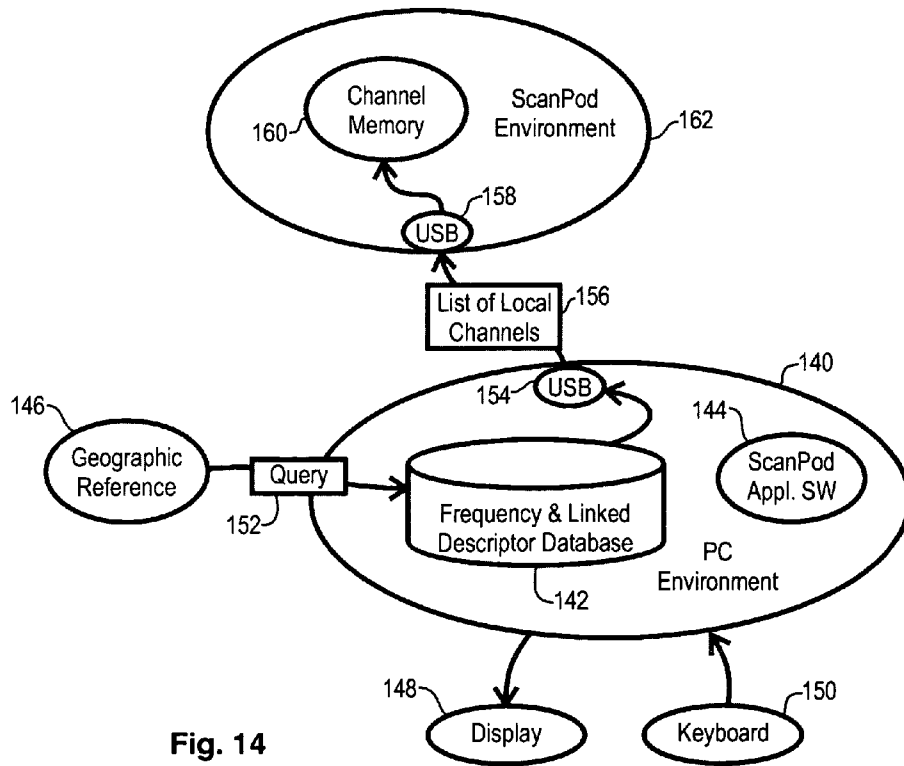 Channel
Memory
160
ScanPod
Environment
162
158
USB
List of Local
Channels
156
140
154
USB
146
Geographic
Reference
Query
152
144
ScanPod
Appl. SW
Frequency & Linked
Descriptor Database
142
PC
Environment
148
Display
150
Keyboard
Fig. 14